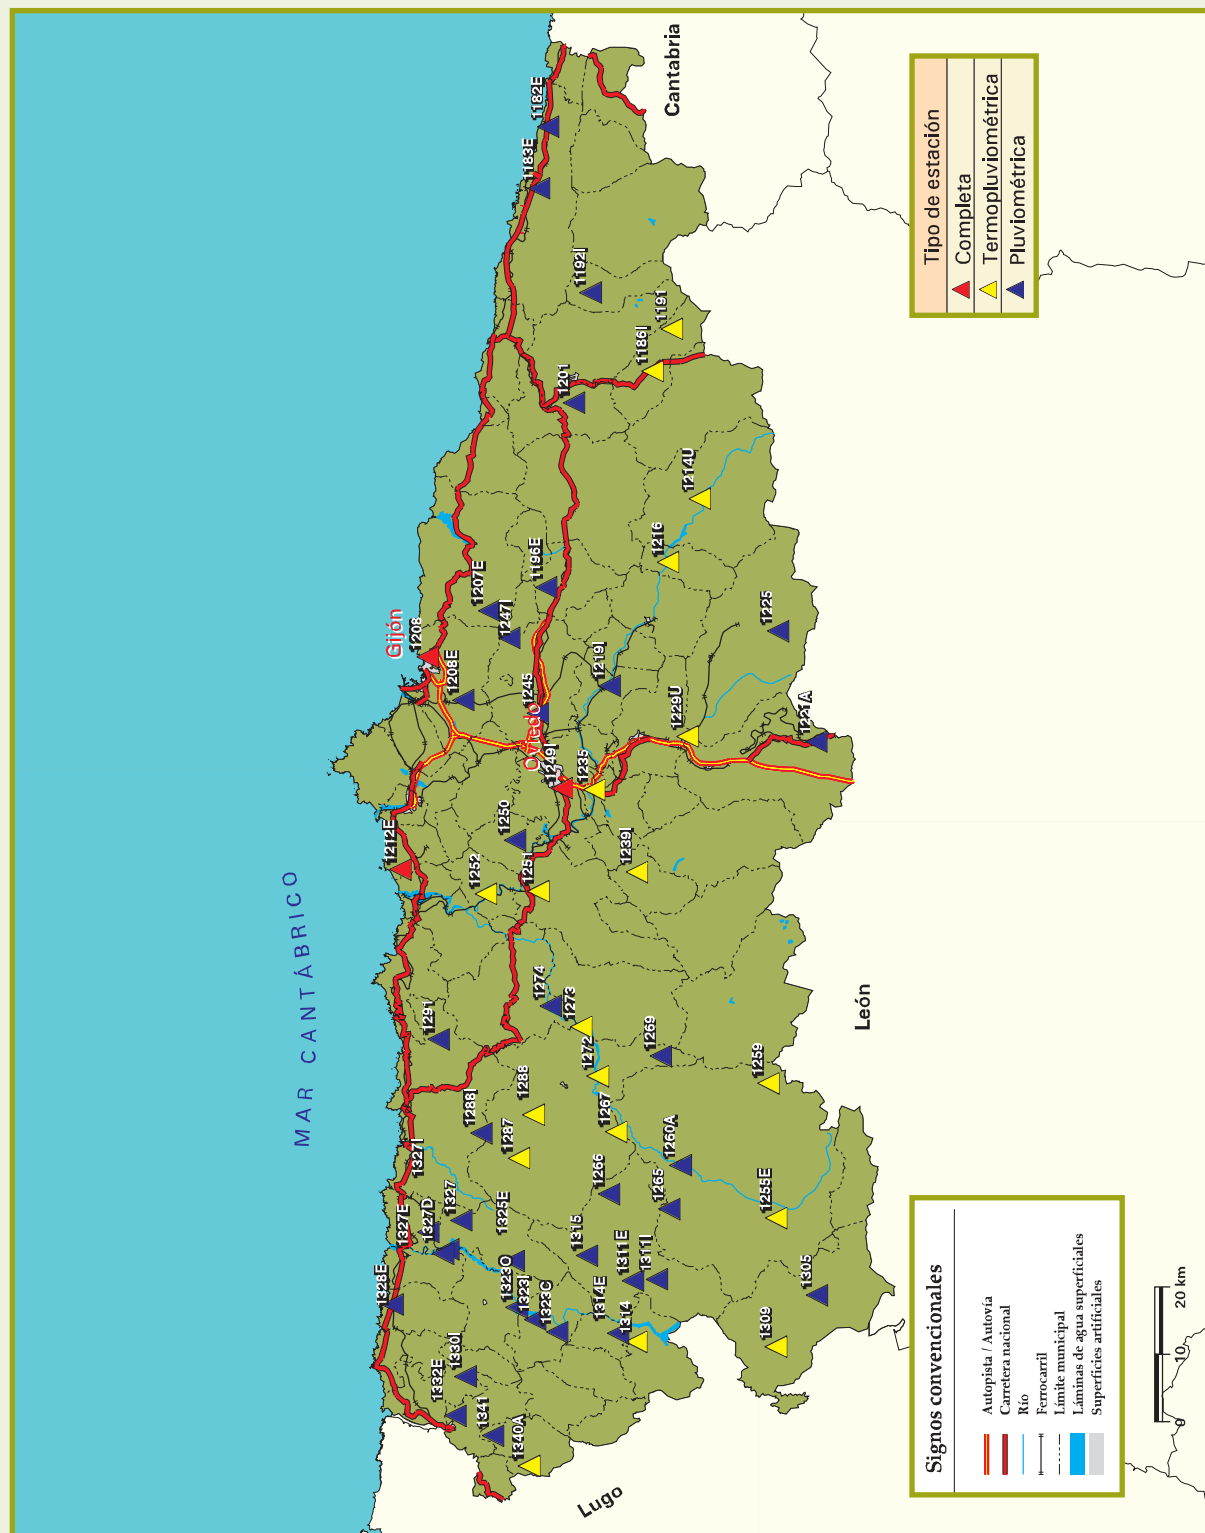 MAR CANTÁBRICO
Cantabria
León
Lugo
Gijón
Oviedo
1182E
1183E
1192I
1191
1186I
1201
1214U
1216
1196E
1207E
1247I
1208
1208E
1225
1219I
1245
1229U
1221A
1249I
1235
1212E
1250
1252
1251
1239I
1274
1273
1291
1272
1269
1259
1288
1288I
1287
1267
1260A
1266
1265
1255E
1327I
1327
1327D
1327E
1325E
1315
1311E
1311I
1305
1328E
1323O
1323I
1323C
1314E
1314
1309
1330I
1332E
1341
1340A
Tipo de estación
Completa
Termopluviométrica
Pluviométrica
Signos convencionales
Autopista / Autovía
Carretera nacional
Río
Ferrocarril
Límite municipal
Láminas de agua superficiales
Superficies artificiales
0 10 20 km